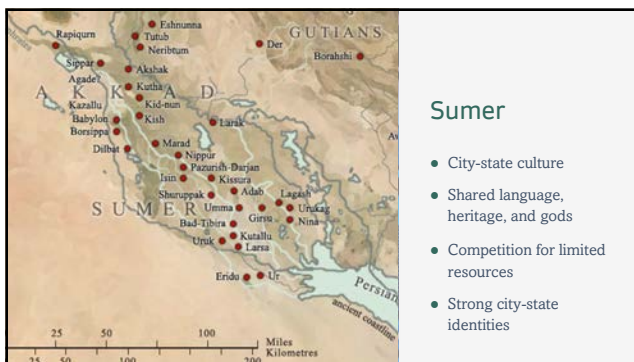 Eshnunna
Tutub
Neribtum
Rapiqum
Sippar
Agade?
Akshak
Der
GUTIANS
Borahshi
AKKAD
Kutha
Kazallu
Kid-nun
Babylon
Kish
Borsippa
Larak
Dilbat
Marad
Nippur
Pazurish-Darjan
Isin
Kissura
Shuruppak
Adab
Lagash
SUMER
Umma
Girsu
Urukag
Nina
Bad-Tibira
Kutallu
Uruk
Larsa
Eridu
Ur
Persian
ancient coastline
25 50 100
Miles
Kilometres
25 50 100 200
Sumer
• City-state culture
• Shared language,
heritage, and gods
• Competition for limited
resources
• Strong city-state
identities